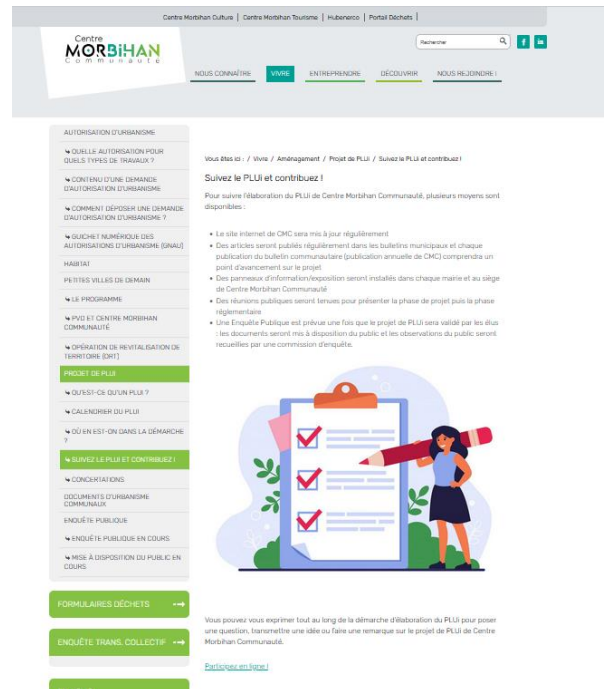 Centre Morbihan Culture | Centre Morbihan Tourisme | Hubenerco | Portail Déchets |
Centre
MORBIHAN
Communauté
Rechercher
NOUS CONNAÎTRE VIVRE ENTREPRENDRE DÉCOUVRIR NOUS REJOINDRE !
AUTORISATION D'URBANISME
QUELLE AUTORISATION POUR
QUELS TYPES DE TRAVAUX ?
CONTENU D'UNE DEMANDE
D'AUTORISATION D'URBANISME
COMMENT DÉPOSER UNE DEMANDE
D'AUTORISATION D'URBANISME ?
GUICHET NUMÉRIQUE DES
AUTORISATIONS D'URBANISME (GNAU)
HABITAT
PETITES VILLES DE DEMAIN
LE PROGRAMME
PVD ET CENTRE MORBIHAN
COMMUNAUTÉ
OPÉRATION DE REVITALISATION DE
TERRITOIRE (ORT)
PROJET DE PLUI
QU'EST-CE QU'UN PLUI ?
CALENDRIER DU PLUI
OÙ EN EST-ON DANS LA DÉMARCHE
?
SUIVEZ LE PLUI ET CONTRIBUEZ !
CONCERTATIONS
DOCUMENTS D'URBANISME
COMMUNAUX
ENQUÊTE PUBLIQUE
ENQUÊTE PUBLIQUE EN COURS
MISE À DISPOSITION DU PUBLIC EN
COURS
FORMULAIRES DÉCHETS
ENQUÊTE TRANS. COLLECTIF
Vous êtes ici : / Vivre / Aménagement / Projet de PLUi / Suivez le PLUi et contribuez !
Suivez le PLUi et contribuez !
Pour suivre l'élaboration du PLUi de Centre Morbihan Communauté, plusieurs moyens sont
disponibles :
• Le site internet de CMC sera mis à jour régulièrement
• Des articles seront publiés régulièrement dans les bulletins municipaux et chaque
publication du bulletin communautaire (publication annuelle de CMC) comprendra un
point d'avancement sur le projet
• Des panneaux d'information/exposition seront installés dans chaque mairie et au siège
de Centre Morbihan Communauté
• Des réunions publiques seront tenues pour présenter la phase de projet puis la phase
réglementaire
• Une Enquête Publique est prévue une fois que le projet de PLUi sera validé par les élus
: les documents seront mis à disposition du public et les observations du public seront
recueillies par une commission d'enquête.
Vous pouvez vous exprimer tout au long de la démarche d'élaboration du PLUi pour poser
une question, transmettre une idée ou faire une remarque sur le projet de PLUi de Centre
Morbihan Communauté.
Participez en ligne !